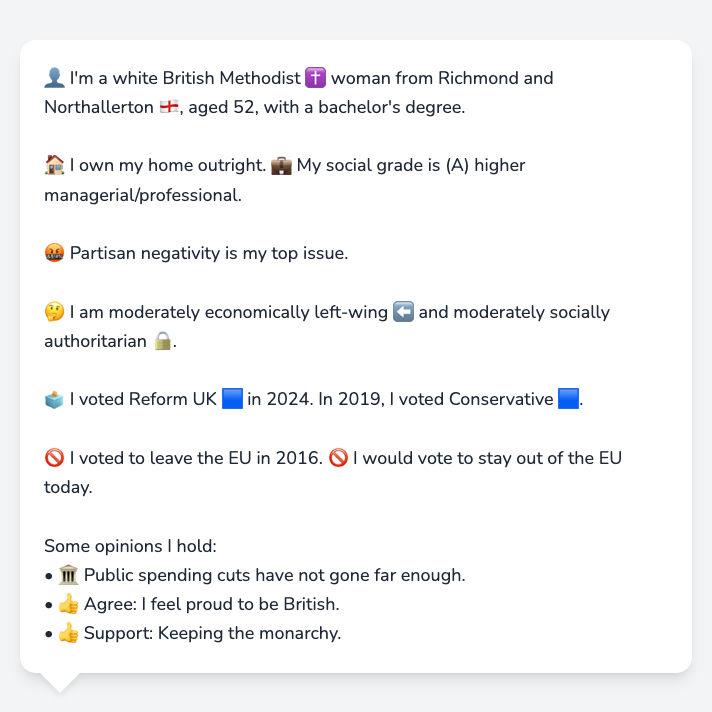 👤 I'm a white British Methodist ✝️ woman from Richmond and
Northallerton 🏴󠁧󠁢󠁥󠁮󠁧󠁿, aged 52, with a bachelor's degree.
🏠 I own my home outright. 💼 My social grade is (A) higher
managerial/professional.
🤬 Partisan negativity is my top issue.
🤔 I am moderately economically left-wing ⬅️ and moderately socially
authoritarian 🔒.
🗳️ I voted Reform UK 🟦 in 2024. In 2019, I voted Conservative 🟦.
🚫 I voted to leave the EU in 2016. 🚫 I would vote to stay out of the EU
today.
Some opinions I hold:
• 🏛️ Public spending cuts have not gone far enough.
• 👍 Agree: I feel proud to be British.
• 👍 Support: Keeping the monarchy.